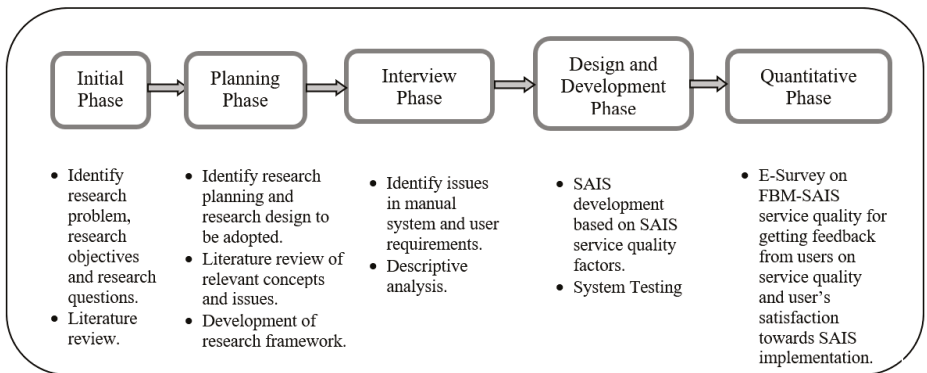 Initial
Phase
Planning
Phase
Interview
Phase
Design and
Development
Phase
Quantitative
Phase
• Identify
research
problem,
research
objectives
and research
questions.
• Literature
review.
• Identify research
planning and
research design to
be adopted.
• Literature review of
relevant concepts
and issues.
• Development of
research framework.
• Identify issues
in manual
system and user
requirements.
• Descriptive
analysis.
• SAIS
development
based on SAIS
service quality
factors.
• System Testing
• E-Survey on
FBM-SAIS
service quality for
getting feedback
from users on
service quality
and user’s
satisfaction
towards SAIS
implementation.